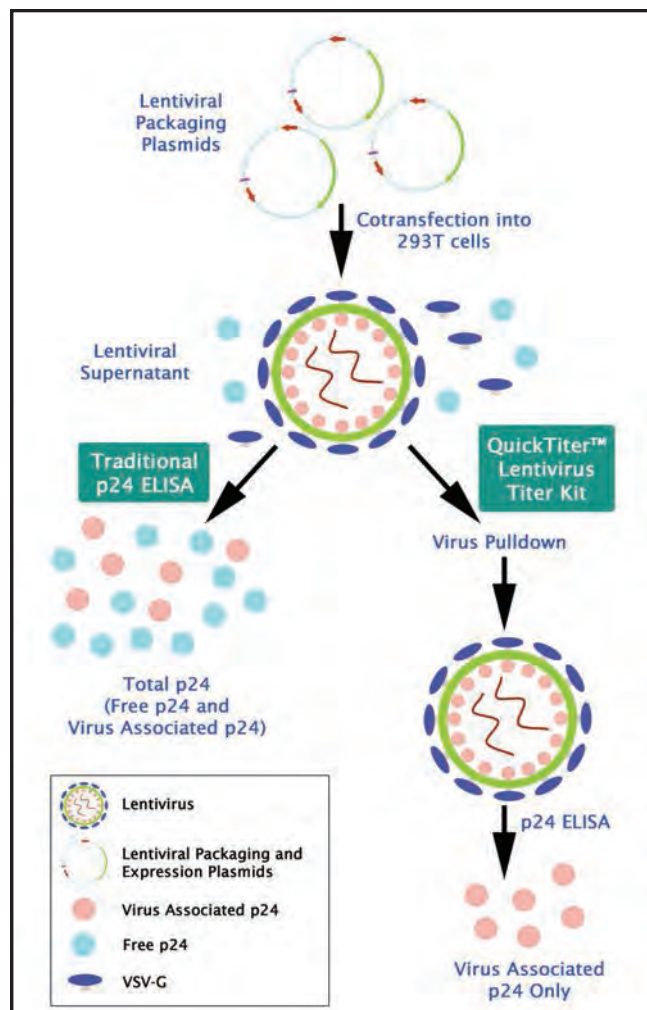 Lentiviral
Packaging
Plasmids
Cotransfection into
293T cells
Lentiviral
Supernatant
Traditional
p24 ELISA
QuickTiter™
Lentivirus
Titer Kit
Virus Pulldown
Total p24
(Free p24 and
Virus Associated p24)
p24 ELISA
Virus Associated
p24 Only
Lentivirus
Lentiviral Packaging and
Expression Plasmids
Virus Associated p24
Free p24
VSV-G